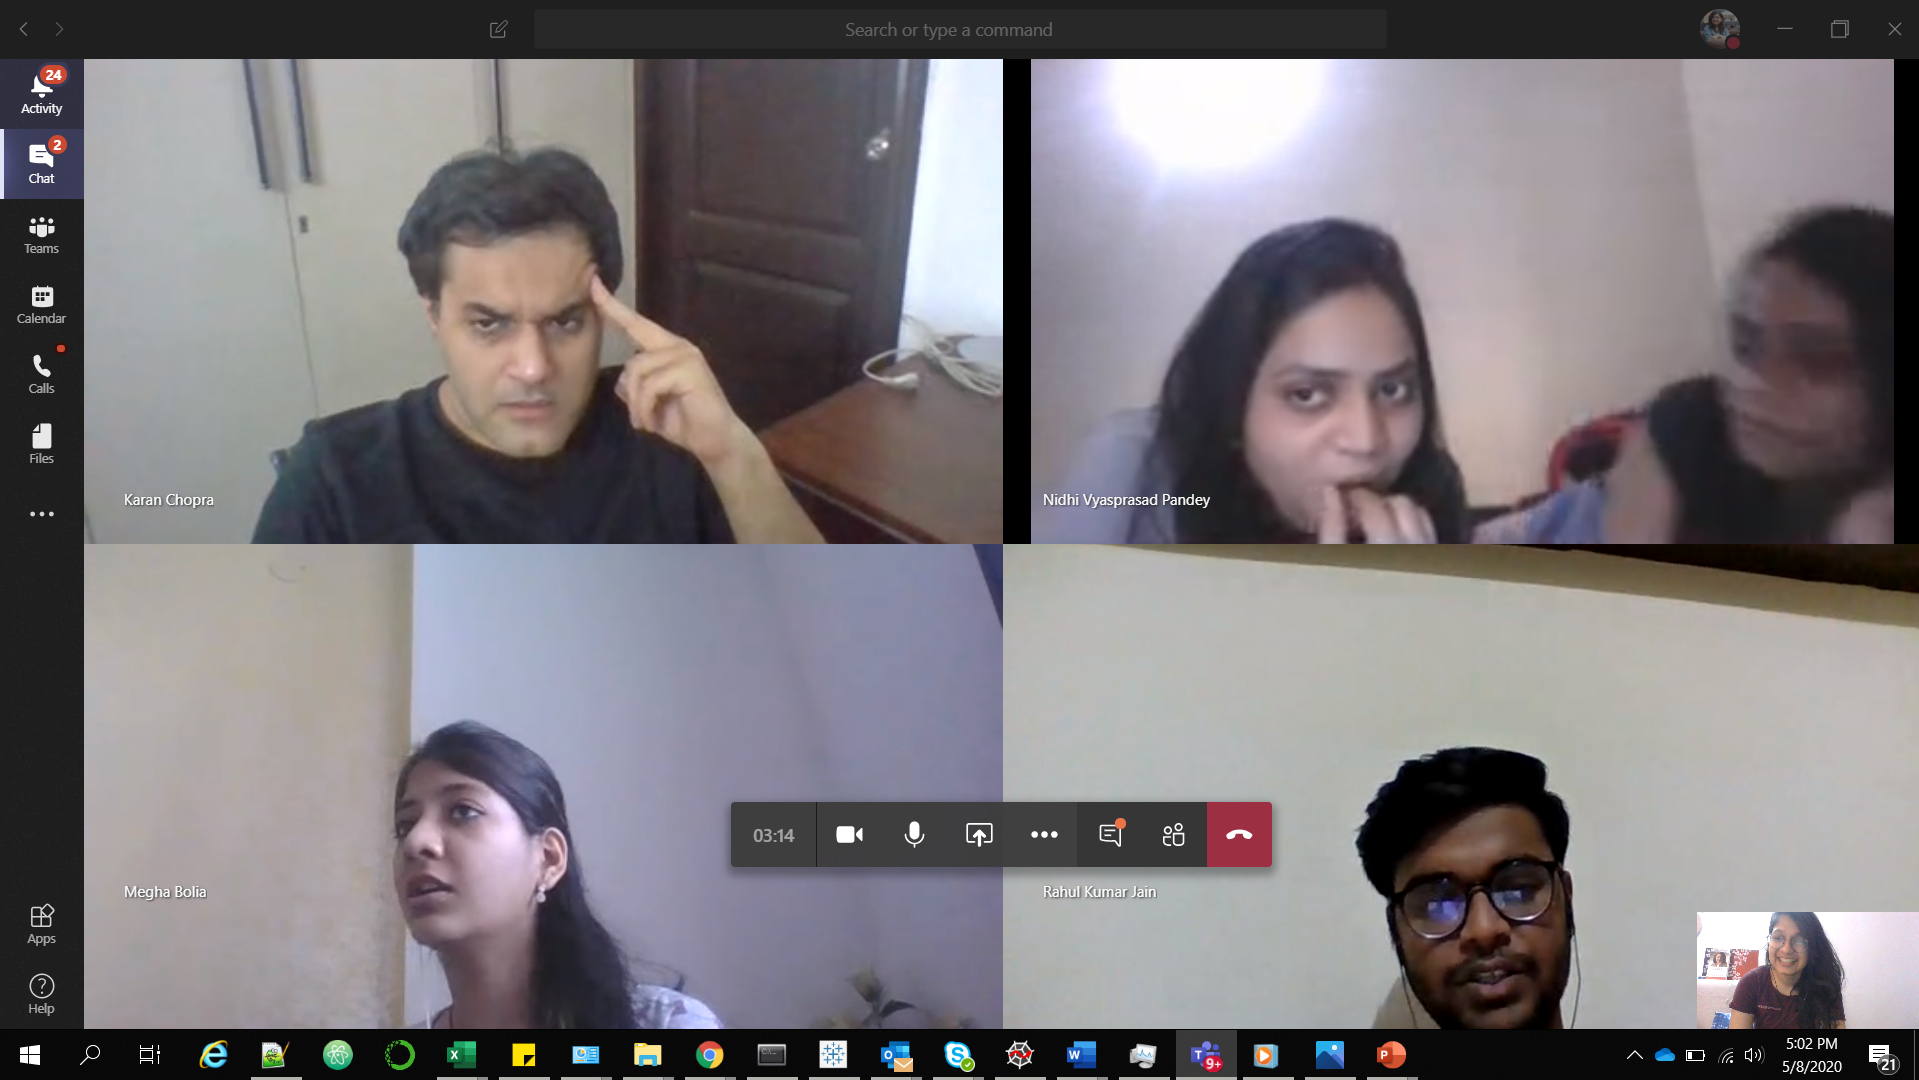 Search or type a command
24
Activity
2
Chat
Teams
Calendar
Calls
Files
Apps
Help
Karan Chopra
Nidhi Vyasprasad Pandey
Megha Bolia
Rahul Kumar Jain
03:14
9+
5:02 PM
5/8/2020
21